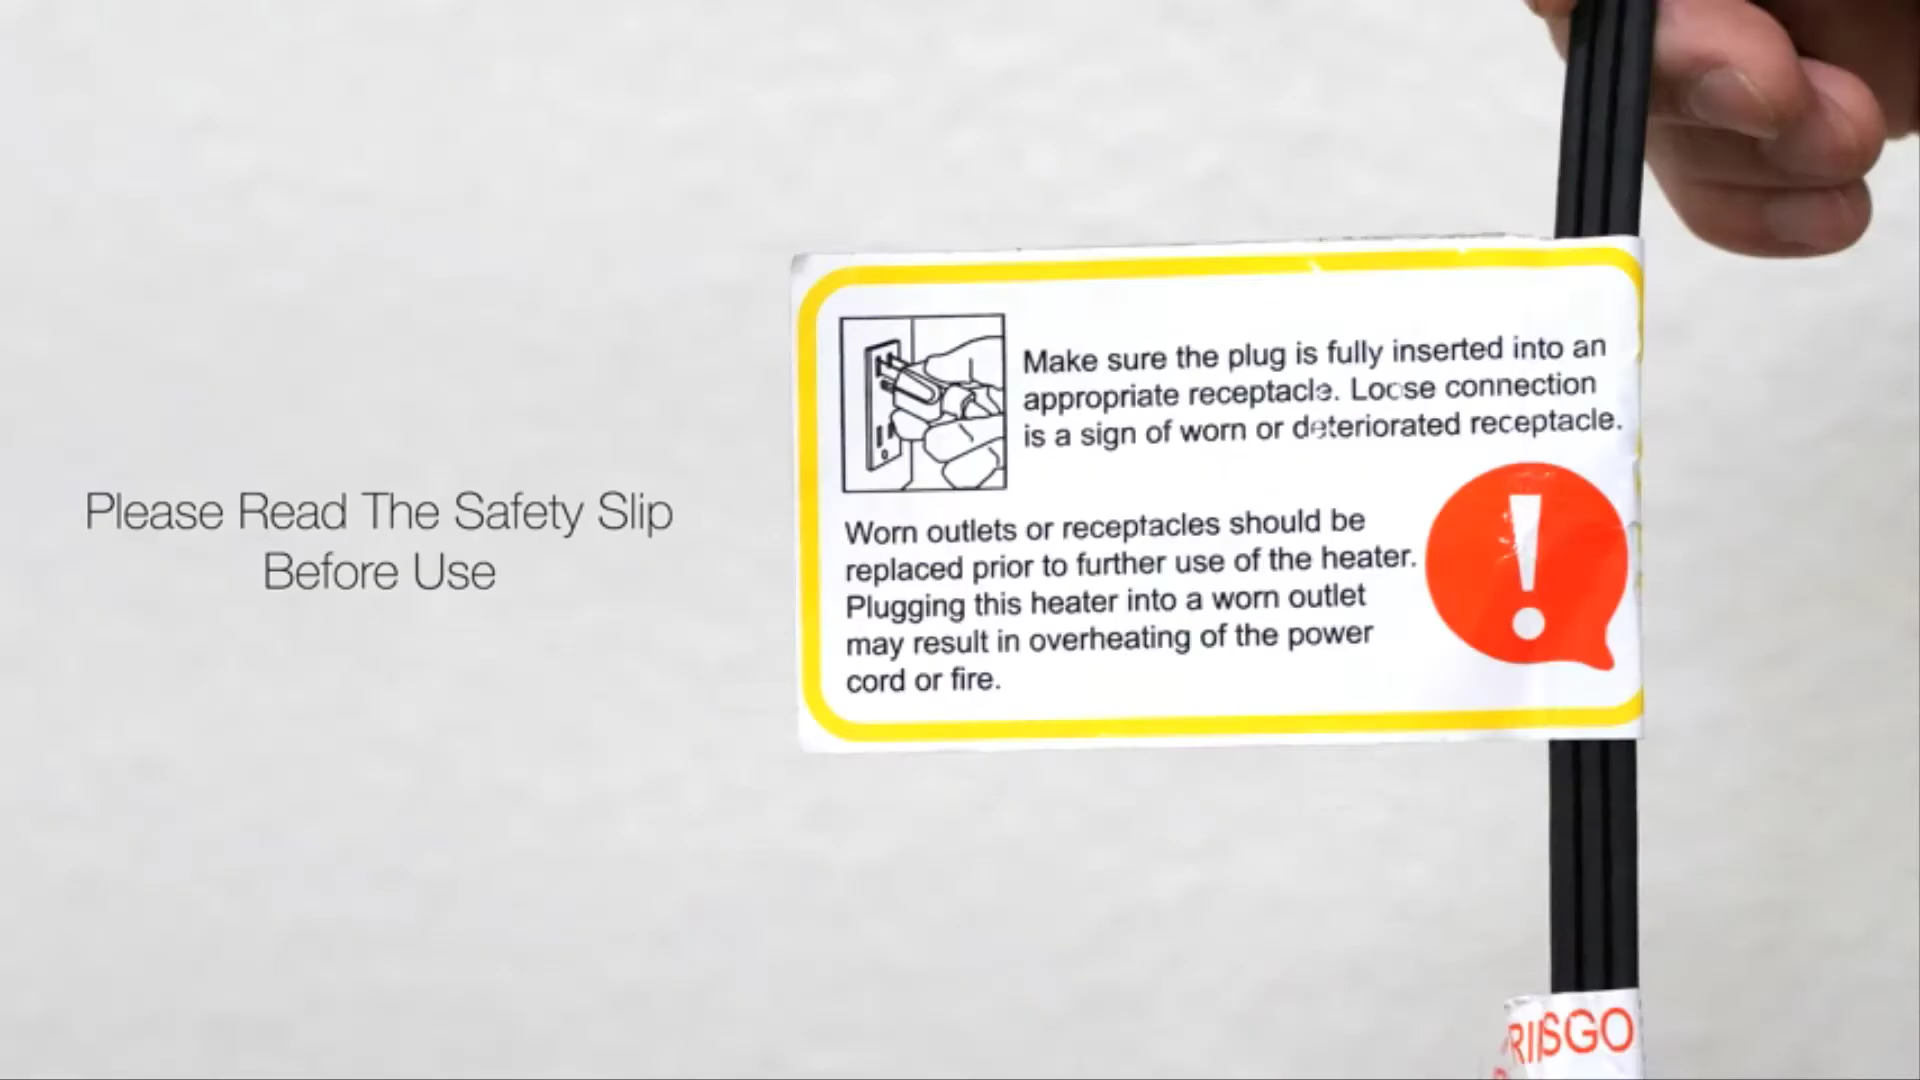 Please Read The Safety Slip
Before Use
Make sure the plug is fully inserted into an
appropriate receptacle. Loose connection
is a sign of worn or deteriorated receptacle.
Worn outlets or receptacles should be
replaced prior to further use of the heater.
Plugging this heater into a worn outlet
may result in overheating of the power
cord or fire.